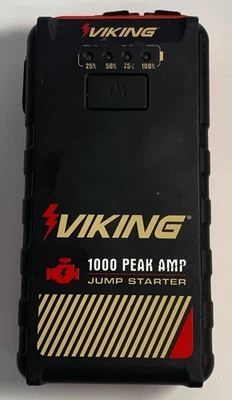 VIKING
25% 50% 75% 100%
VIKING®
1000 PEAK AMP
JUMP STARTER